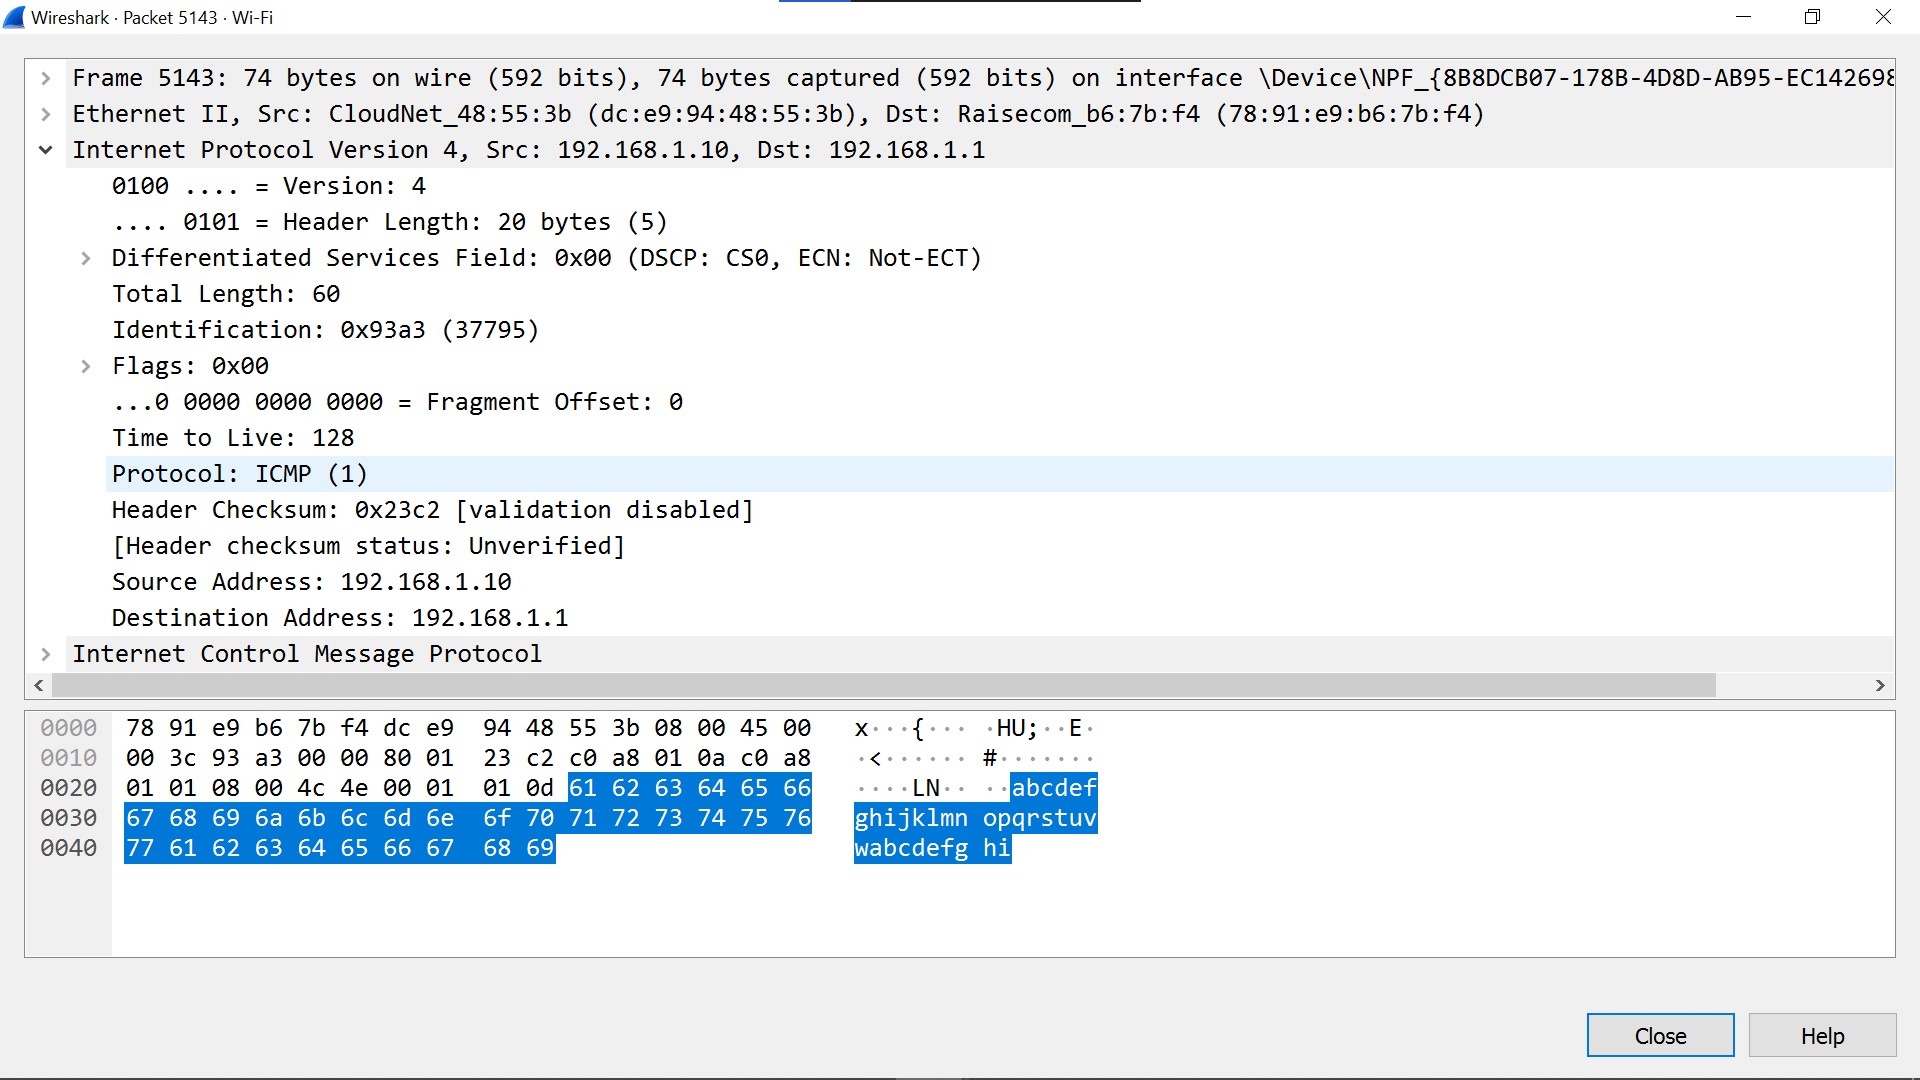 Wireshark · Packet 5143 · Wi-Fi
Frame 5143: 74 bytes on wire (592 bits), 74 bytes captured (592 bits) on interface \Device\NPF_{8B8DCB07-178B-4D8D-AB95-EC142698
Ethernet II, Src: CloudNet_48:55:3b (dc:e9:94:48:55:3b), Dst: Raisecom_b6:7b:f4 (78:91:e9:b6:7b:f4)
Internet Protocol Version 4, Src: 192.168.1.10, Dst: 192.168.1.1
0100 .... = Version: 4
.... 0101 = Header Length: 20 bytes (5)
Differentiated Services Field: 0x00 (DSCP: CS0, ECN: Not-ECT)
Total Length: 60
Identification: 0x93a3 (37795)
Flags: 0x00
...0 0000 0000 0000 = Fragment Offset: 0
Time to Live: 128
Protocol: ICMP (1)
Header Checksum: 0x23c2 [validation disabled]
[Header checksum status: Unverified]
Source Address: 192.168.1.10
Destination Address: 192.168.1.1
Internet Control Message Protocol
0000 78 91 e9 b6 7b f4 dc e9 94 48 55 3b 08 00 45 00 x···{··· ·HU;··E·
0010 00 3c 93 a3 00 00 80 01 23 c2 c0 a8 01 0a c0 a8 ·<······ #·······
0020 01 01 08 00 4c 4e 00 01 01 0d 61 62 63 64 65 66 ····LN·· ··abcdef
0030 67 68 69 6a 6b 6c 6d 6e 6f 70 71 72 73 74 75 76 ghijklmn opqrstuv
0040 77 61 62 63 64 65 66 67 68 69 wabcdefg hi
Close Help